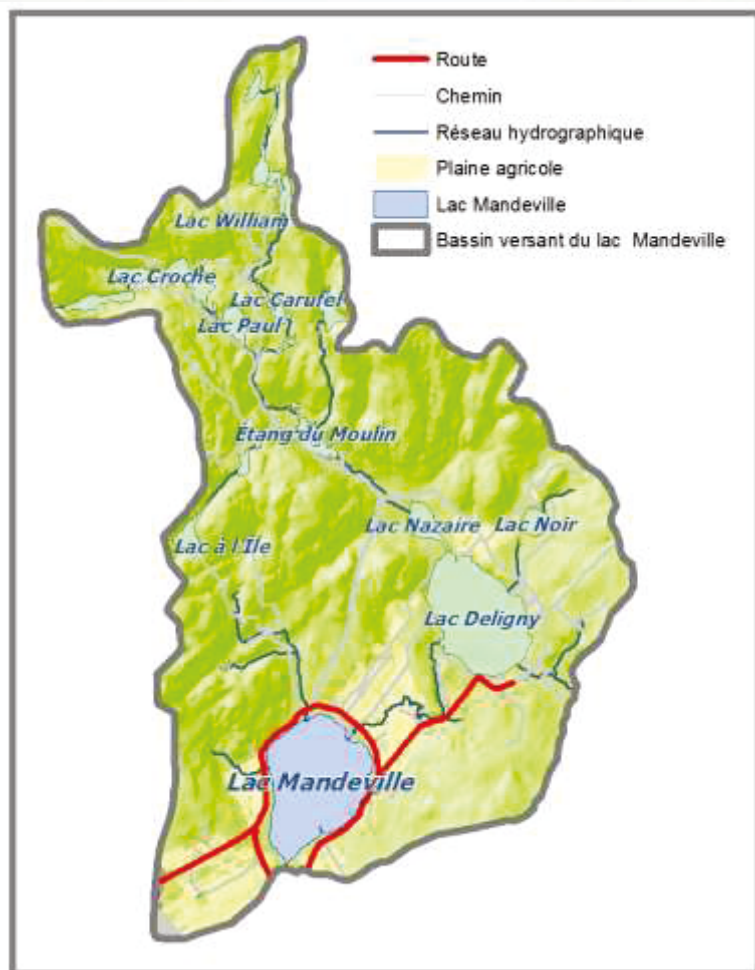 Route
Chemin
Réseau hydrographique
Plaine agricole
Lac Mandeville
Bassin versant du lac Mandeville
Lac William
Lac Croche
Lac Carufel
Lac Paul
Étang du Moulin
Lac Nazaire
Lac Noir
Lac à l'Ile
Lac Deligny
Lac Mandeville